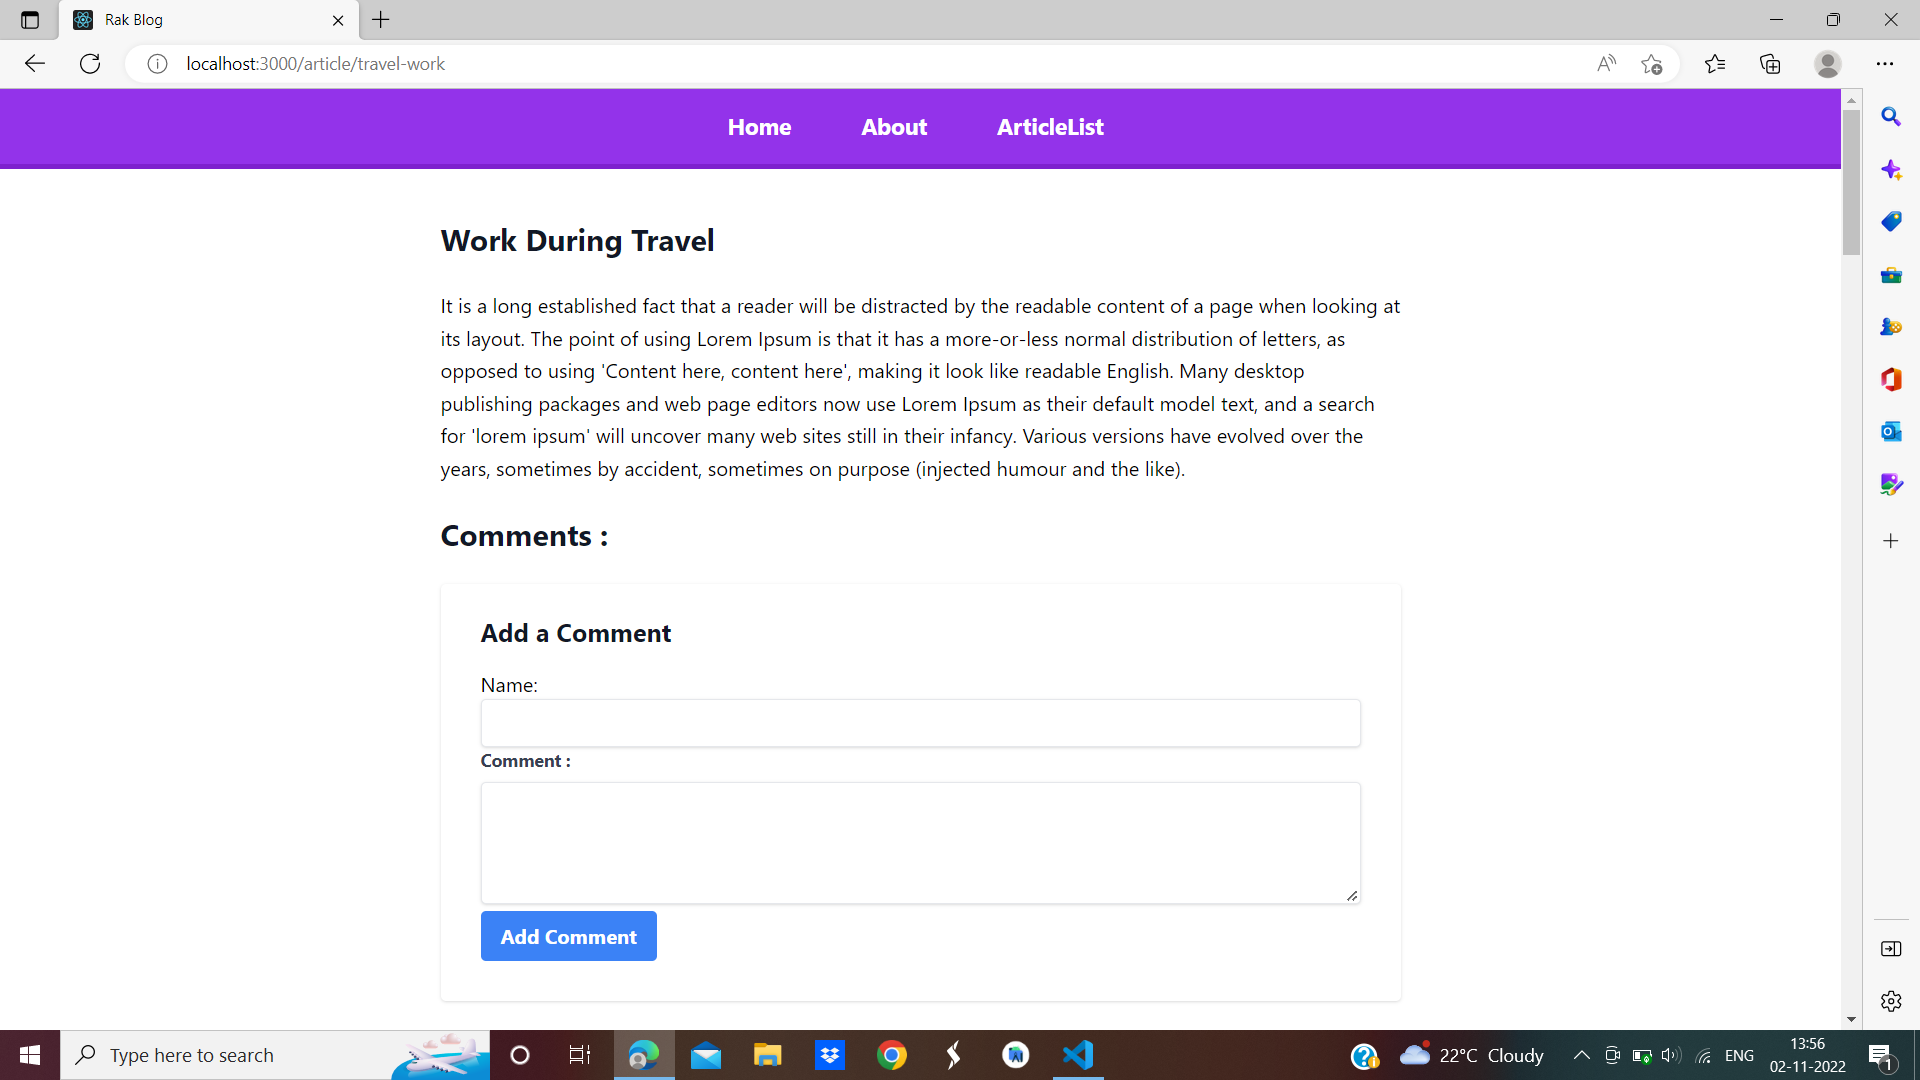 Rak Blog
localhost:3000/article/travel-work
Home About ArticleList
Work During Travel
It is a long established fact that a reader will be distracted by the readable content of a page when looking at
its layout. The point of using Lorem Ipsum is that it has a more-or-less normal distribution of letters, as
opposed to using 'Content here, content here', making it look like readable English. Many desktop
publishing packages and web page editors now use Lorem Ipsum as their default model text, and a search
for 'lorem ipsum' will uncover many web sites still in their infancy. Various versions have evolved over the
years, sometimes by accident, sometimes on purpose (injected humour and the like).
Comments :
Add a Comment
Name:
Comment :
Add Comment
Type here to search
22°C Cloudy
ENG
13:56
02-11-2022
1